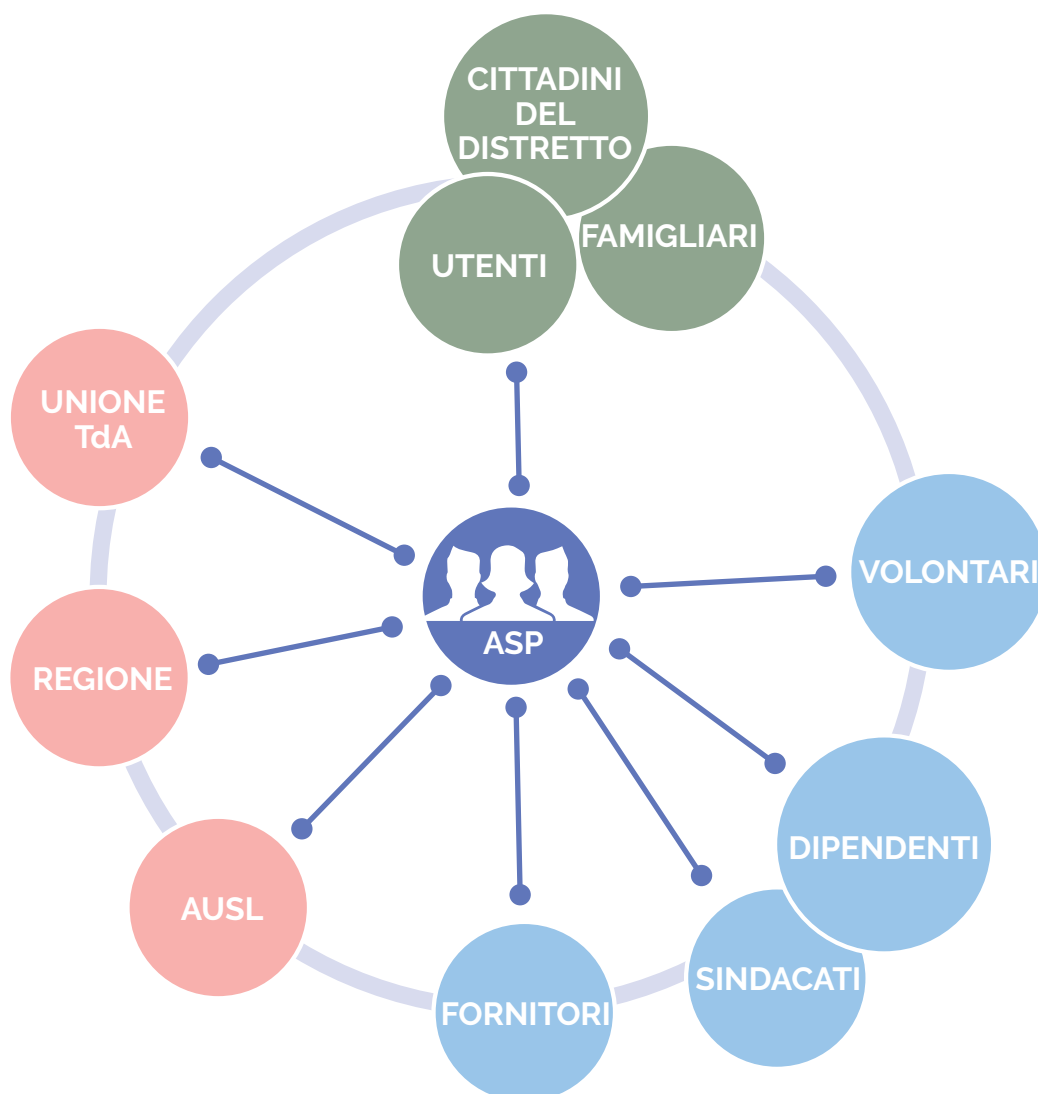 CITTADINI
DEL
DISTRETTO
FAMIGLIARI
UTENTI
UNIONE
TdA
VOLONTARI
ASP
REGIONE
DIPENDENTI
AUSL
SINDACATI
FORNITORI